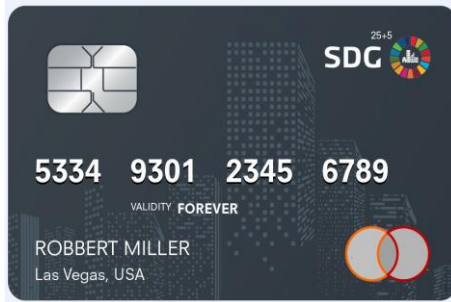 25+5
SDG
5334 9301 2345 6789
VALIDITY FOREVER
ROBBERT MILLER
Las Vegas, USA